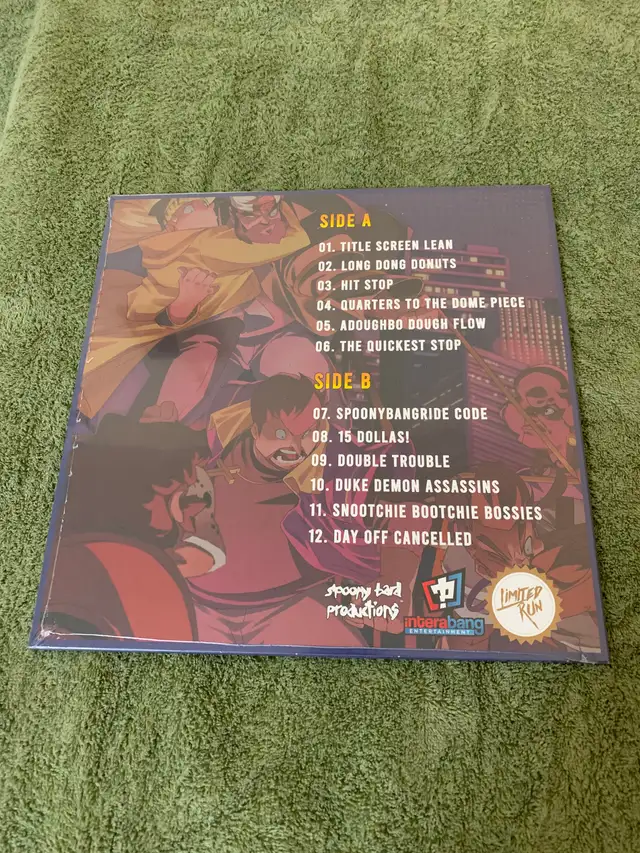 SIDE A
01. TITLE SCREEN LEAN
02. LONG DONG DONUTS
03. HIT STOP
04. QUARTERS TO THE DOME PIECE
05. ADOUGHBO DOUGH FLOW
06. THE QUICKEST STOP
SIDE B
07. SPOONYBANGRIDE CODE
08. 15 DOLLAS!
09. DOUBLE TROUBLE
10. DUKE DEMON ASSASSINS
11. SNOOTCHIE BOOTCHIE BOSSIES
12. DAY OFF CANCELLED
spoony bard
productions
interabang
ENTERTAINMENT
LIMITED
RUN